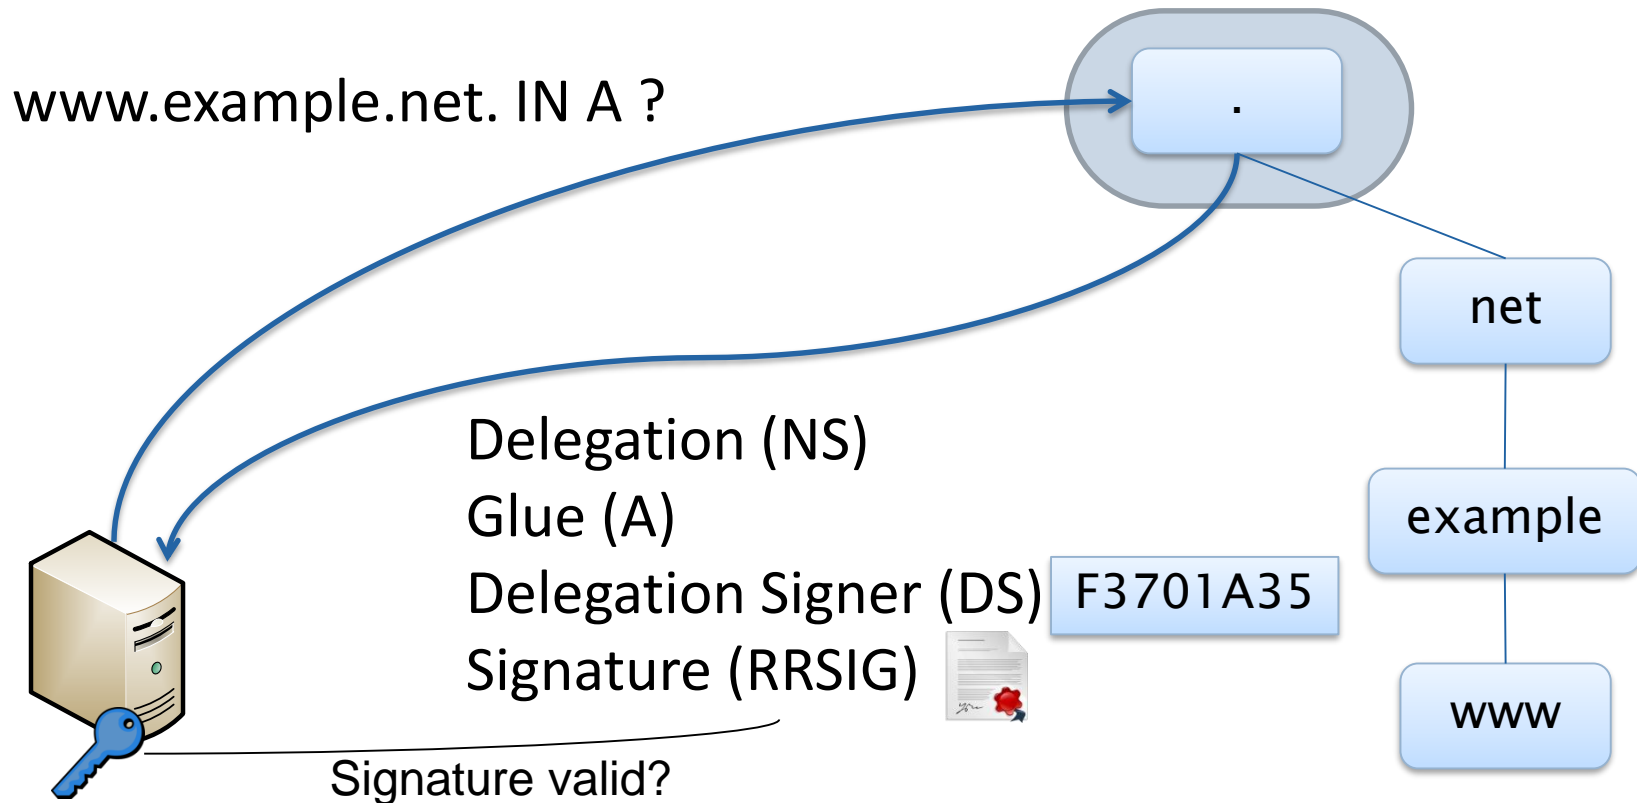 www.example.net. IN A ?
.
net
Delegation (NS)
Glue (A)
example
Delegation Signer (DS) F3701A35
Signature (RRSIG)
www
Signature valid?